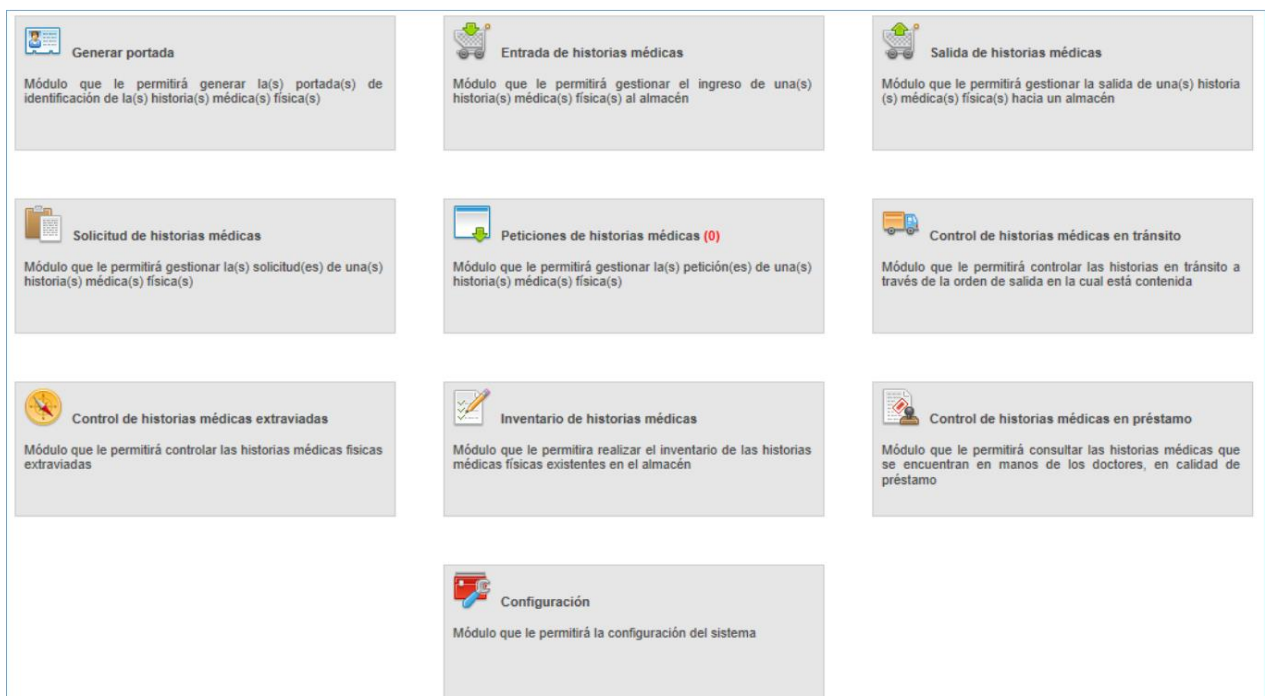 Generar portada
Módulo que le permitirá generar la(s) portada(s) de
identificación de la(s) historia(s) médica(s) física(s)
Entrada de historias médicas
Módulo que le permitirá gestionar el ingreso de una(s)
historia(s) médica(s) física(s) al almacén
Salida de historias médicas
Módulo que le permitirá gestionar la salida de una(s) historia
(s) médica(s) física(s) hacia un almacén
Solicitud de historias médicas
Módulo que le permitirá gestionar la(s) solicitud(es) de una(s)
historia(s) médica(s) física(s)
Peticiones de historias médicas (0)
Módulo que le permitirá gestionar la(s) petición(es) de una(s)
historia(s) médica(s) física(s)
Control de historias médicas en tránsito
Módulo que le permitirá controlar las historias en tránsito a
través de la orden de salida en la cual está contenida
Control de historias médicas extraviadas
Módulo que le permitirá controlar las historias médicas fisicas
extraviadas
Inventario de historias médicas
Módulo que le permitira realizar el inventario de las historias
médicas físicas existentes en el almacén
Control de historias médicas en préstamo
Módulo que le permitirá consultar las historias médicas que
se encuentran en manos de los doctores, en calidad de
préstamo
Configuración
Módulo que le permitirá la configuración del sistema